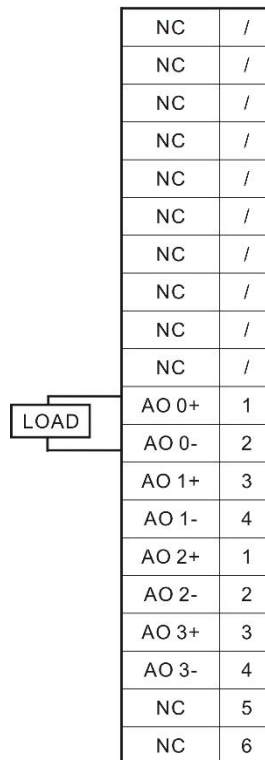 NC /
NC /
NC /
NC /
NC /
NC /
NC /
NC /
NC /
NC /
LOAD
AO 0+ 1
AO 0- 2
AO 1+ 3
AO 1- 4
AO 2+ 1
AO 2- 2
AO 3+ 3
AO 3- 4
NC 5
NC 6